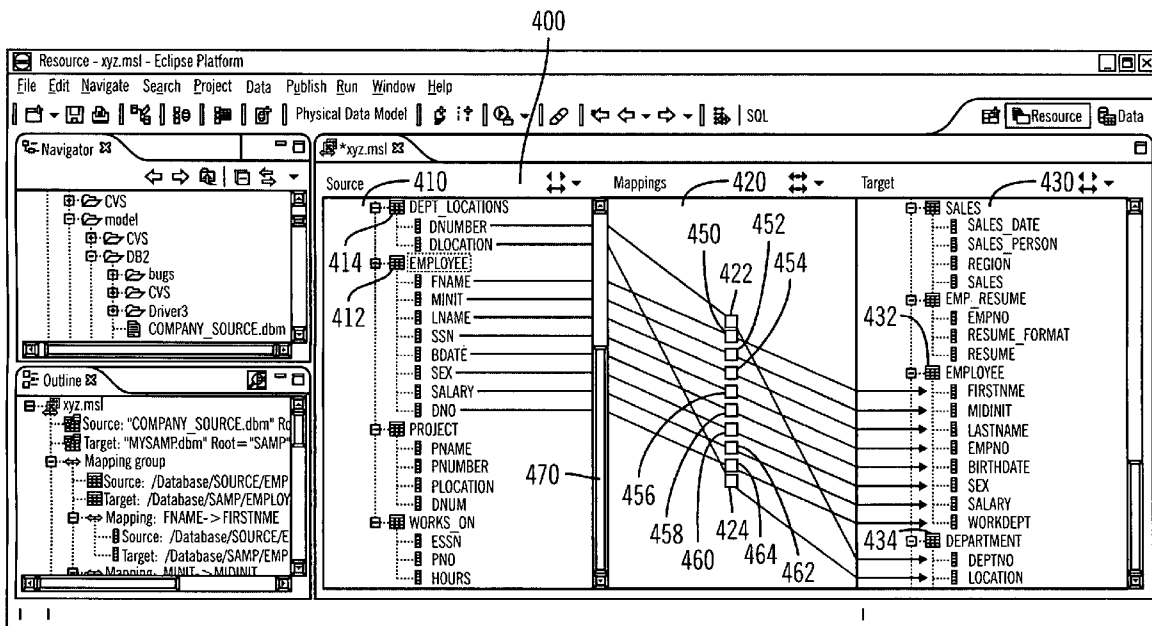 400
Resource - xyz.msl - Eclipse Platform
File Edit Navigate Search Project Data Publish Run Window Help
Physical Data Model SQL Resource Data
Navigator
CVS
model
CVS
DB2
bugs
CVS
Driver3
COMPANY_SOURCE.dbm
Outline
xyz.msl
Source: "COMPANY_SOURCE.dbm" Ro
Target: "MYSAMP.dbm" Root="SAMP"
Mapping group
Source: /Database/SOURCE/EMP
Target: /Database/SAMP/EMPLOY
Mapping: FNAME->FIRSTNME
Source: /Database/SOURCE/E
Target: /Database/SAMP/EMP
Mapping: MINIT->MIDINIT
*xyz.msl
Source 410
DEPT_LOCATIONS
DNUMBER
DLOCATION
414
EMPLOYEE
FNAME
412
MINIT
LNAME
SSN
BDATE
SEX
SALARY
DNO
PROJECT
PNAME
PNUMBER
PLOCATION
DNUM
WORKS_ON
ESSN
PNO
HOURS
470
Mappings 420
450 452
422 454
456
458
460
424
464
462
Target 430
SALES
SALES_DATE
SALES_PERSON
REGION
SALES
EMP_RESUME
EMPNO
432
RESUME_FORMAT
RESUME
EMPLOYEE
FIRSTNME
MIDINIT
LASTNAME
EMPNO
BIRTHDATE
SEX
SALARY
WORKDEPT
434
DEPARTMENT
DEPTNO
LOCATION